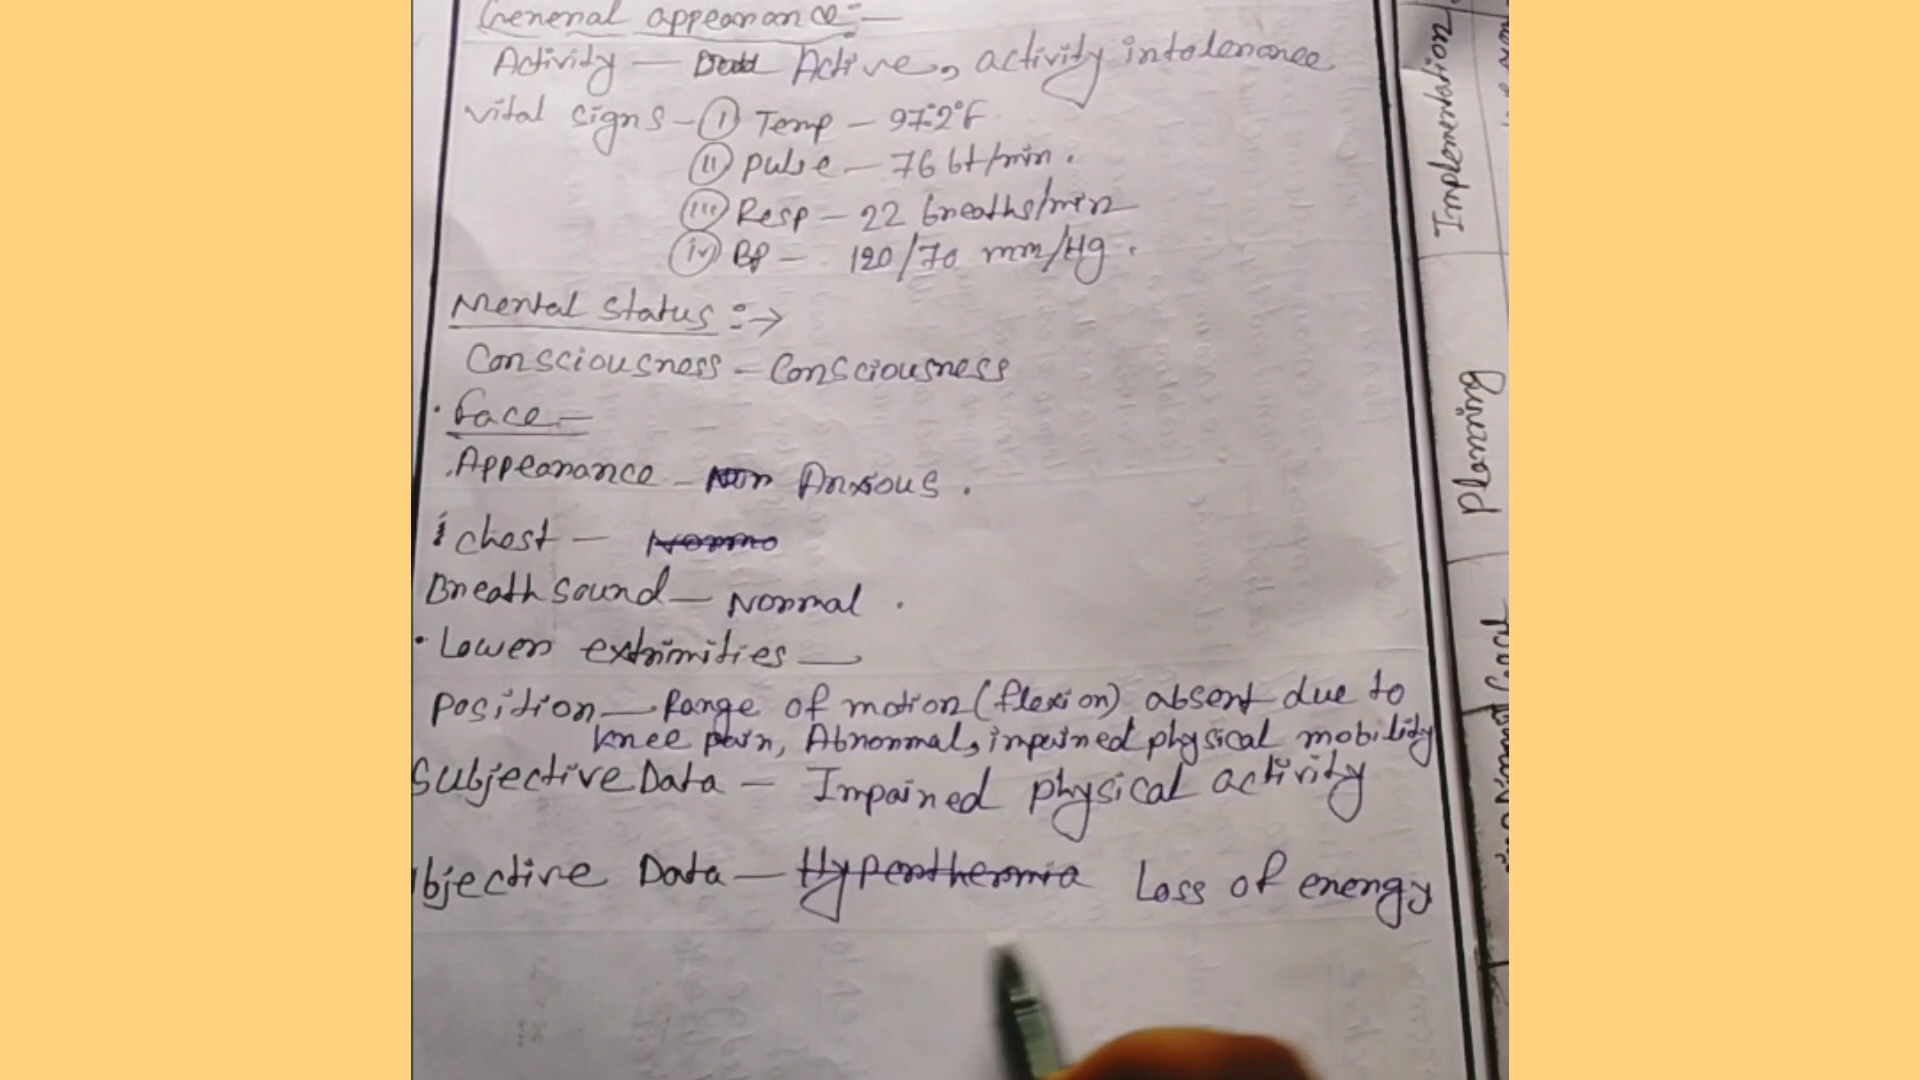 General appearance:-
Activity - Active, activity intolerance
Vital signs - (i) Temp - 97.2°F
(ii) pulse - 76 bt/min.
(iii) Resp - 22 breaths/min
(iv) BP - 120/70 mm/Hg.
Mental status :→
Consciousness - Consciousness
• Face -
.Appearance - Anxious.
chest - Normo
Breath sound - Normal.
• Lower extrimities -
Position - Range of motion (flexion) absent due to
knee pain, Abnormal, impaired physical mobility
Subjective Data - Impaired physical activity
bjective Data - Hyperthermia Loss of energy
Implementation
planning